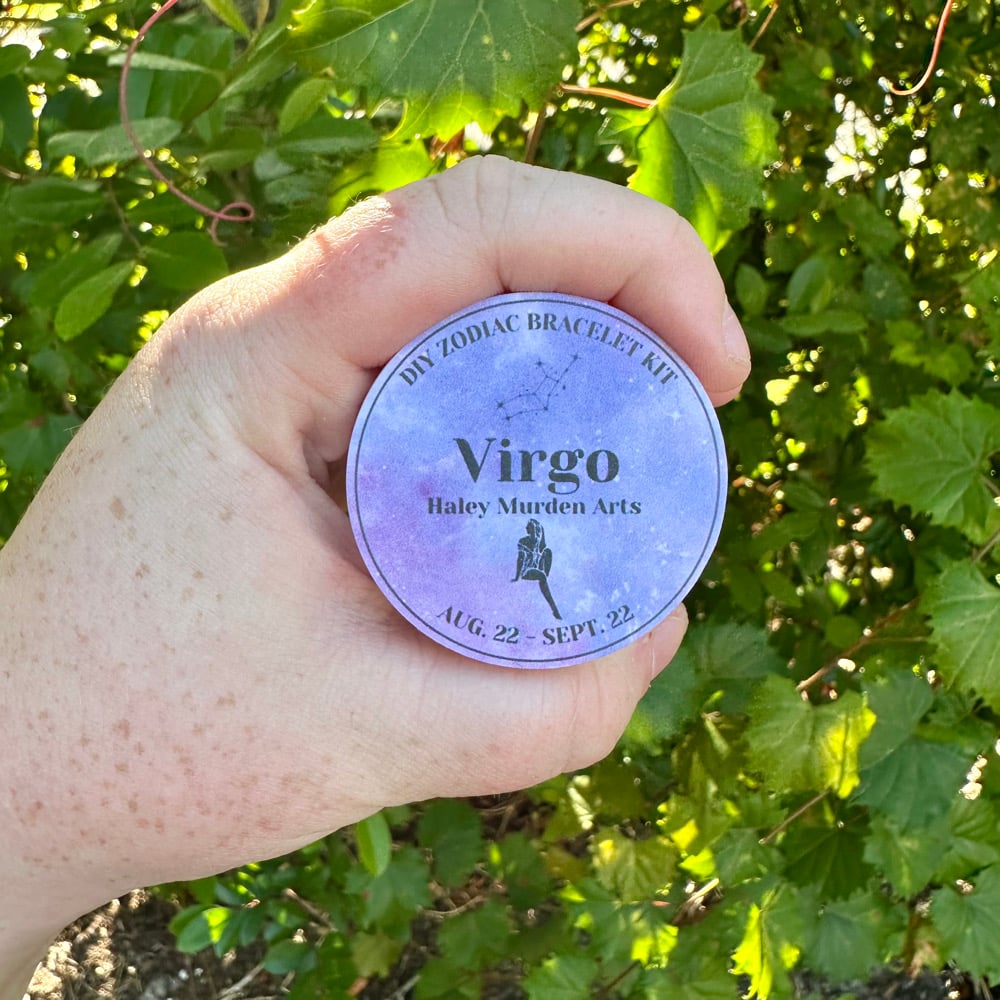 DIY ZODIAC BRACELET KIT
Virgo
Haley Murden Arts
AUG. 22 - SEPT. 22